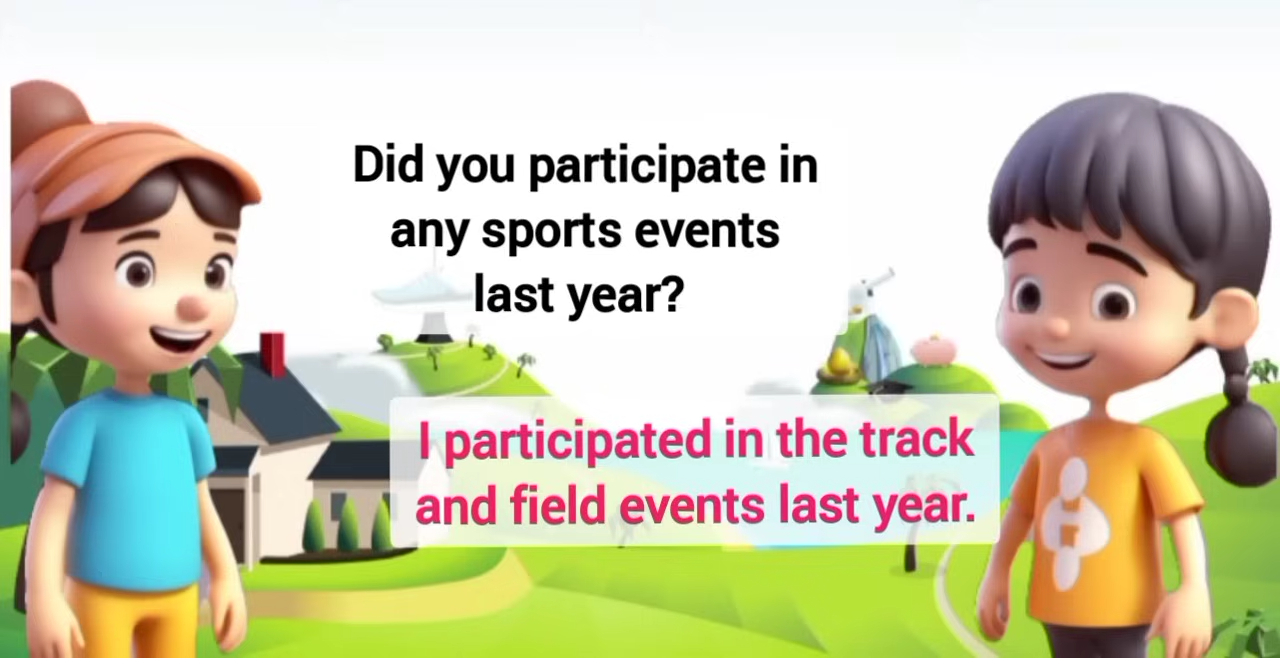 Did you participate in
any sports events
last year?
I participated in the track
and field events last year.